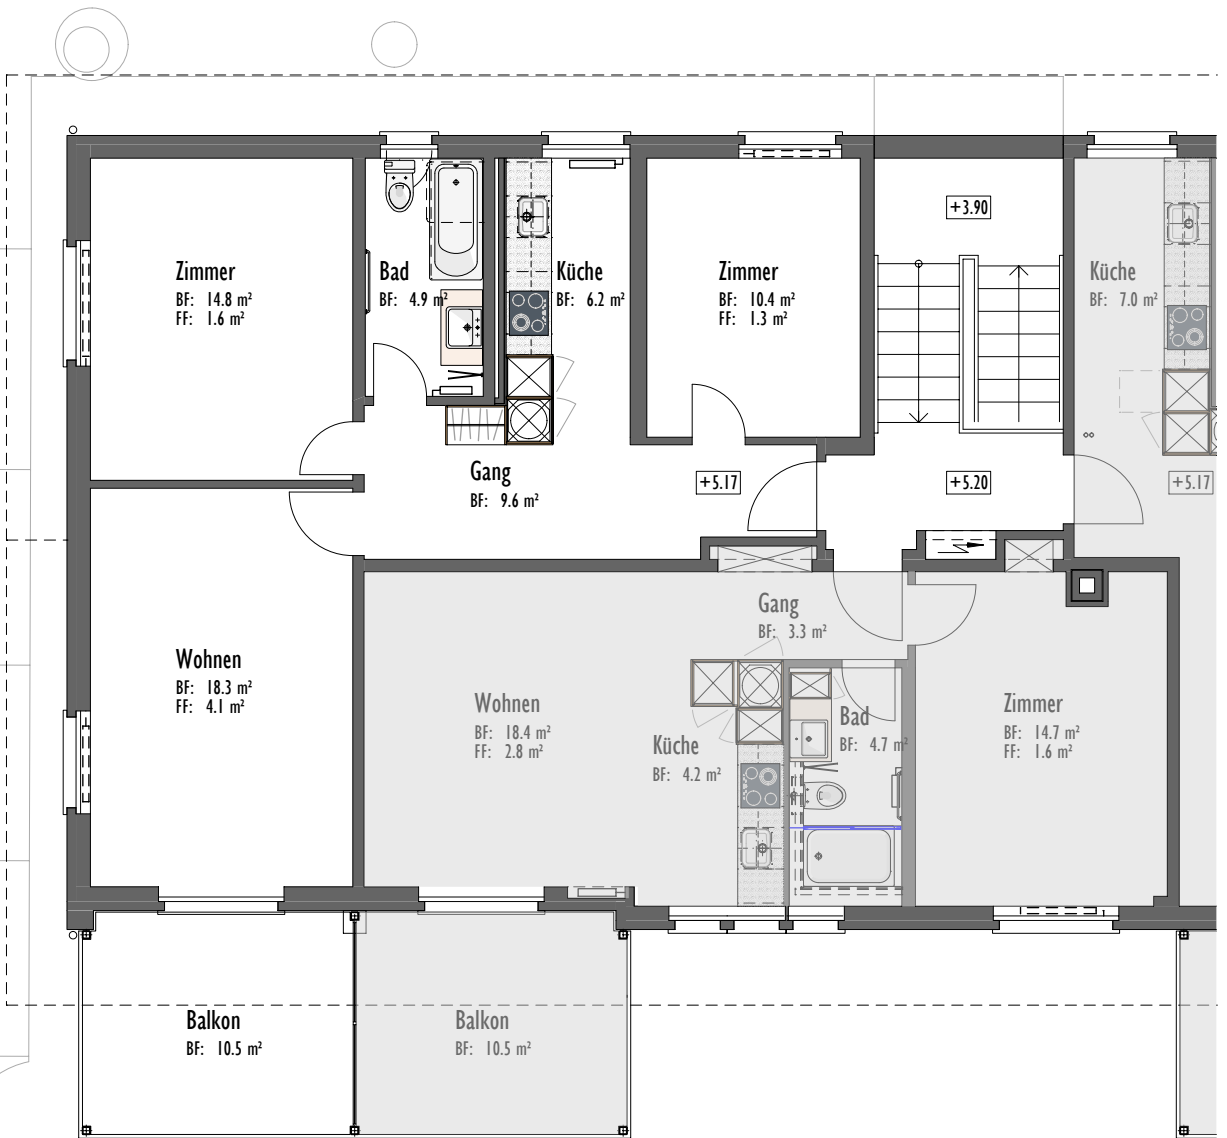 +3.90
Zimmer
BF: 14.8 m²
FF: 1.6 m²
Bad
BF: 4.9 m²
Küche
BF: 6.2 m²
Zimmer
BF: 10.4 m²
FF: 1.3 m²
Küche
BF: 7.0 m²
Gang
BF: 9.6 m²
+5.17
+5.20
+5.17
Gang
BF: 3.3 m²
Wohnen
BF: 18.3 m²
FF: 4.1 m²
Wohnen
BF: 18.4 m²
FF: 2.8 m²
Küche
BF: 4.2 m²
Bad
BF: 4.7 m²
Zimmer
BF: 14.7 m²
FF: 1.6 m²
Balkon
BF: 10.5 m²
Balkon
BF: 10.5 m²